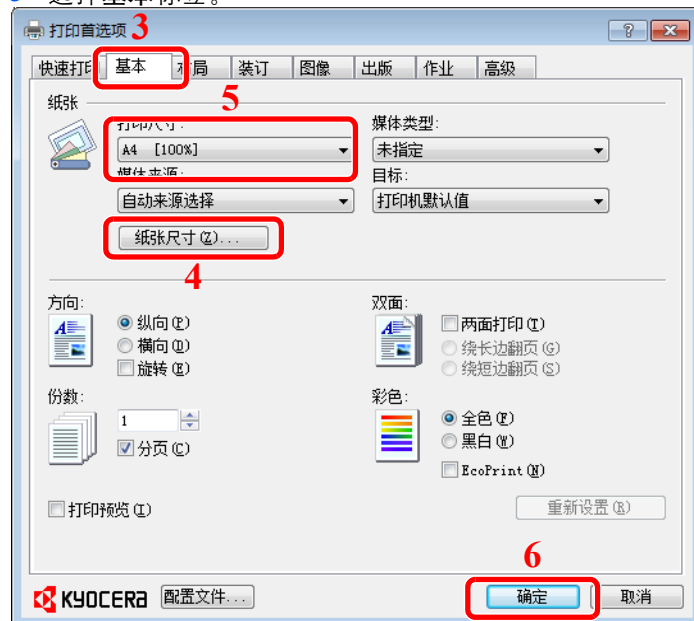 选择基本标签。
打印首选项 3
快速打印 基本 布局 装订 图像 出版 作业 高级
纸张
5
打印尺寸: 媒体类型:
A4 [100%] 未指定
媒体来源: 目标:
自动来源选择 打印机默认值
纸张尺寸(Z)...
4
方向: 双面:
纵向(P) 两面打印(T)
横向(D) 绕长边翻页(G)
旋转(E) 绕短边翻页(S)
份数: 彩色:
1 全色(F)
分页(C) 黑白(W)
EcoPrint(N)
打印预览(I) 重新设置(R)
6
KYOCERA 配置文件... 确定 取消